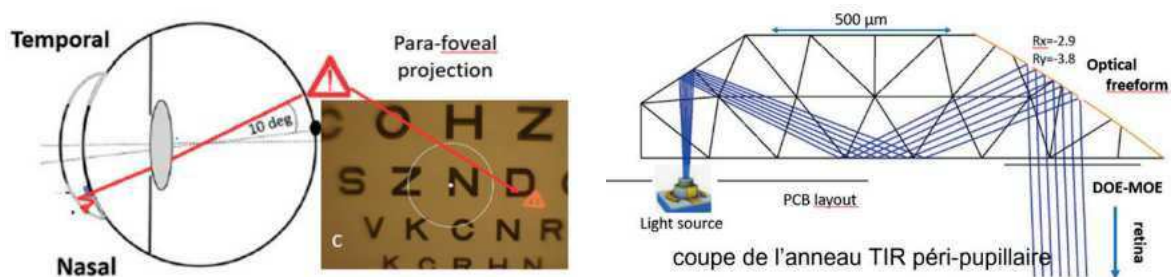 Temporal
Nasal
10 deg
Para-foveal
projection
C O H Z
S Z N D
V K C N R
K C R H N
C
500 µm
Rx=-2.9
Ry=-3.8
Optical
freeform
Light source
PCB layout
DOE-MOE
retina
coupe de l'anneau TIR péri-pupillaire